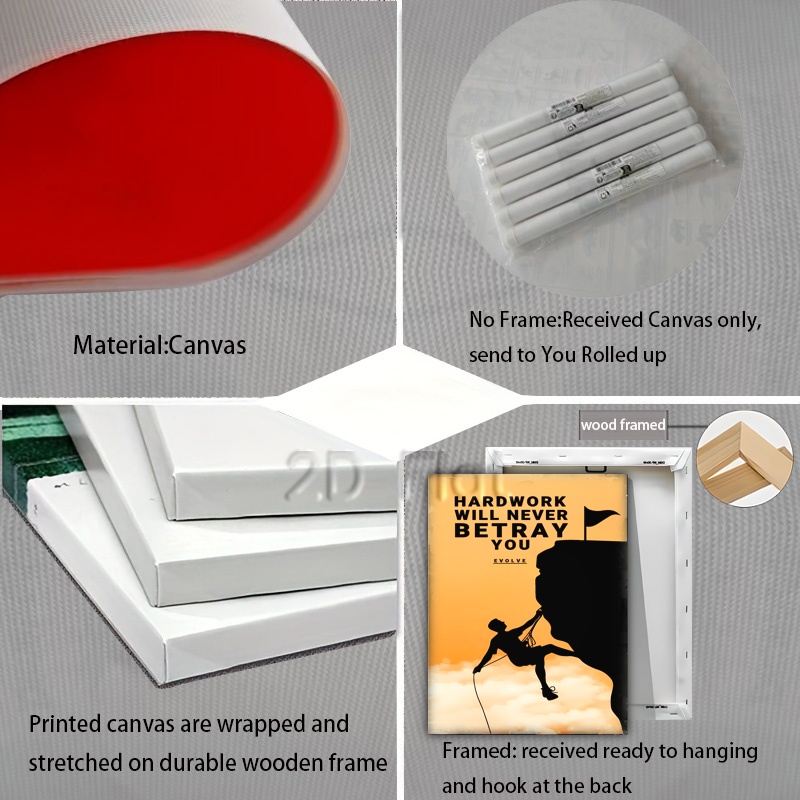 Material:Canvas
No Frame:Received Canvas only,
send to You Rolled up
2D Flat
wood framed
HARDWORK
WILL NEVER
BETRAY
YOU
EVOLVE
Printed canvas are wrapped and
stretched on durable wooden frame
Framed: received ready to hanging
and hook at the back